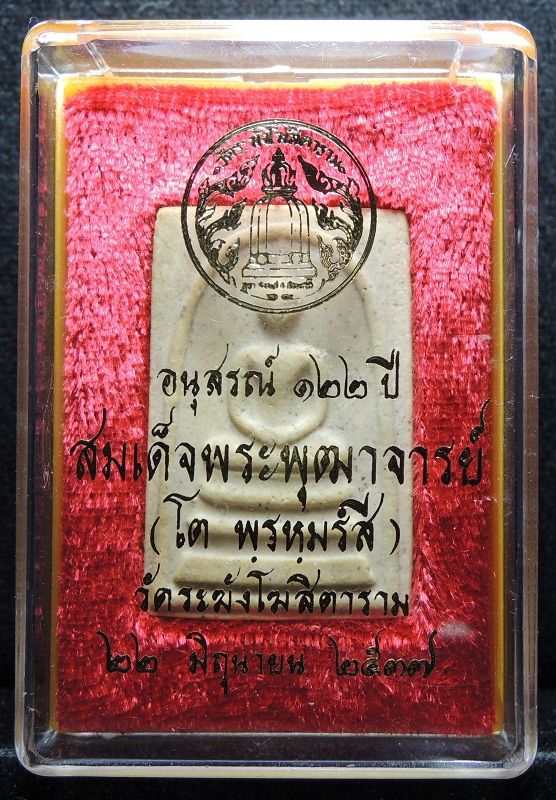 อนุสรณ์ ๑๒๒ ปี
สมเด็จพระพุฒาจารย์
(โต พฺรหฺมรํสี)
วัดระฆังโฆสิตาราม
๒๒ มิถุนายน ๒๕๓๗